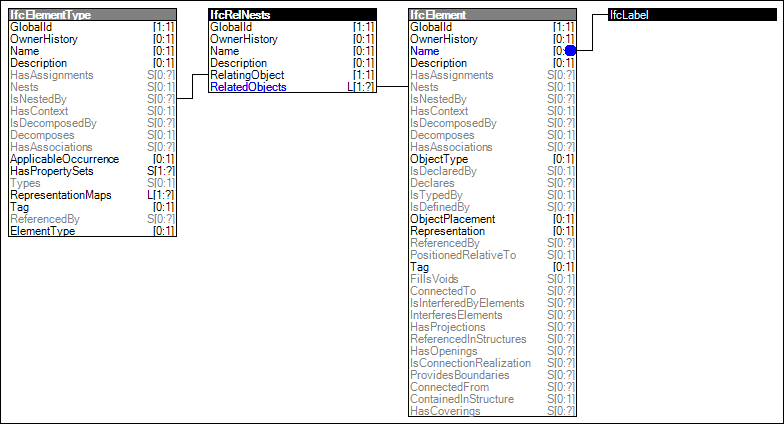 IfcElementType
GlobalId [1:1]
OwnerHistory [0:1]
Name [0:1]
Description [0:1]
HasAssignments S[0:?]
Nests S[0:1]
IsNestedBy S[0:?]
HasContext S[0:1]
IsDecomposedBy S[0:?]
Decomposes S[0:1]
HasAssociations S[0:?]
ApplicableOccurrence [0:1]
HasPropertySets S[1:?]
Types S[0:1]
RepresentationMaps L[1:?]
Tag [0:1]
ReferencedBy S[0:?]
ElementType [0:1]
IfcRelNests
GlobalId [1:1]
OwnerHistory [0:1]
Name [0:1]
Description [0:1]
RelatingObject [1:1]
RelatedObjects L[1:?]
IfcElement
GlobalId [1:1]
OwnerHistory [0:1]
Name
Description [0:1]
HasAssignments S[0:?]
Nests S[0:1]
IsNestedBy S[0:?]
HasContext S[0:1]
IsDecomposedBy S[0:?]
Decomposes S[0:1]
HasAssociations S[0:?]
ObjectType [0:1]
IsDeclaredBy S[0:1]
Declares S[0:?]
IsTypedBy S[0:1]
IsDefinedBy S[0:?]
ObjectPlacement [0:1]
Representation [0:1]
ReferencedBy S[0:?]
PositionedRelativeTo S[0:1]
Tag [0:1]
FillsVoids S[0:1]
ConnectedTo S[0:?]
IsInterferedByElements S[0:?]
InterferesElements S[0:?]
HasProjections S[0:?]
ReferencedInStructures S[0:?]
HasOpenings S[0:?]
IsConnectionRealization S[0:?]
ProvidesBoundaries S[0:?]
ConnectedFrom S[0:?]
ContainedInStructure S[0:1]
HasCoverings S[0:?]
IfcLabel